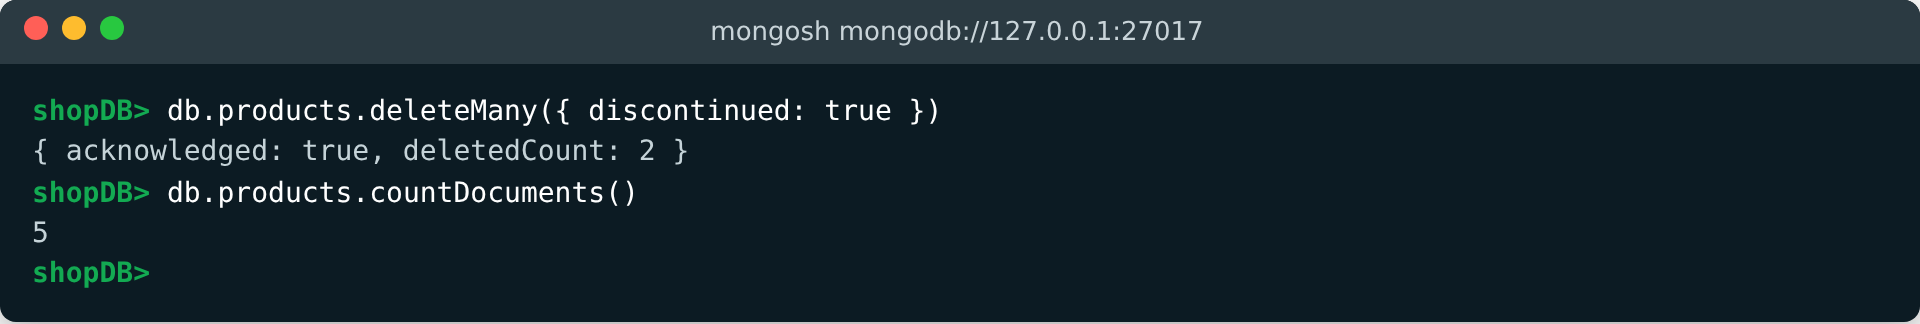 mongosh mongodb://127.0.0.1:27017
shopDB> db.products.deleteMany({ discontinued: true })
{ acknowledged: true, deletedCount: 2 }
shopDB> db.products.countDocuments()
5
shopDB>